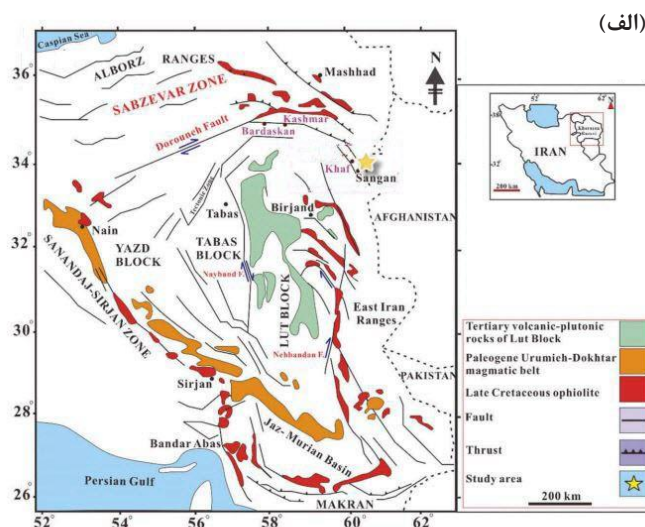 (الف)
Caspian Sea
ALBORZ
RANGES
Mashhad
N
36°
SABZEVAR ZONE
Kashmar
Bardaskan
Dorouneh Fault
34°
Khaf
Sangan
Tectonic Zone
Tabas
Birjand
AFGHANISTAN
Nain
32°
YAZD
BLOCK
TABAS
BLOCK
Nayband F.
LUT BLOCK
East Iran
Ranges
SANANDAJ-SIRJAN ZONE
30°
Nehbandan F.
Sirjan
PAKISTAN
28°
Jaz- Murian Basin
Bandar Abas
Persian Gulf
26°
MAKRAN
52°
54°
56°
58°
60°
62°
IRAN
32°
200 km
Tertiary volcanic-plutonic
rocks of Lut Block
Paleogene Urumieh-Dokhtar
magmatic belt
Late Cretaceous ophiolite
Fault
Thrust
Study area
200 km